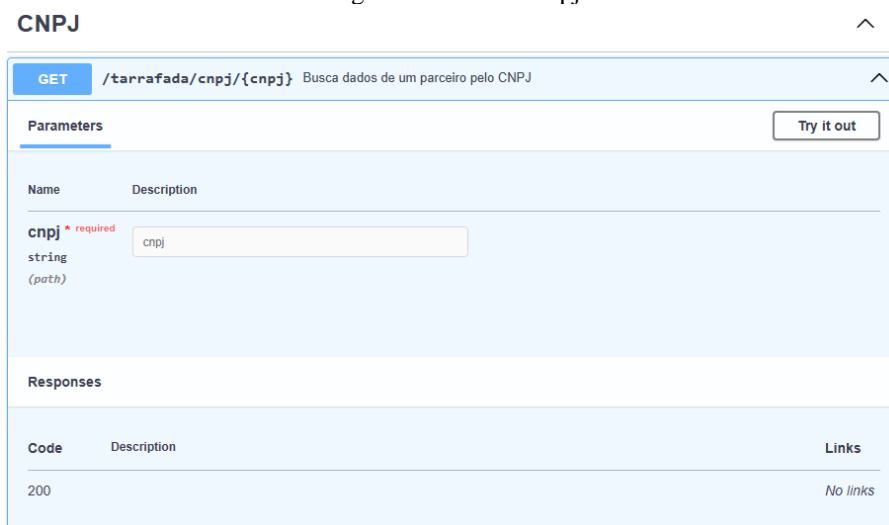 CNPJ
GET /tarrafada/cnpj/{cnpj} Busca dados de um parceiro pelo CNPJ
Parameters Try it out
Name Description
cnpj * required cnpj
string
(path)
Responses
Code Description Links
200 No links